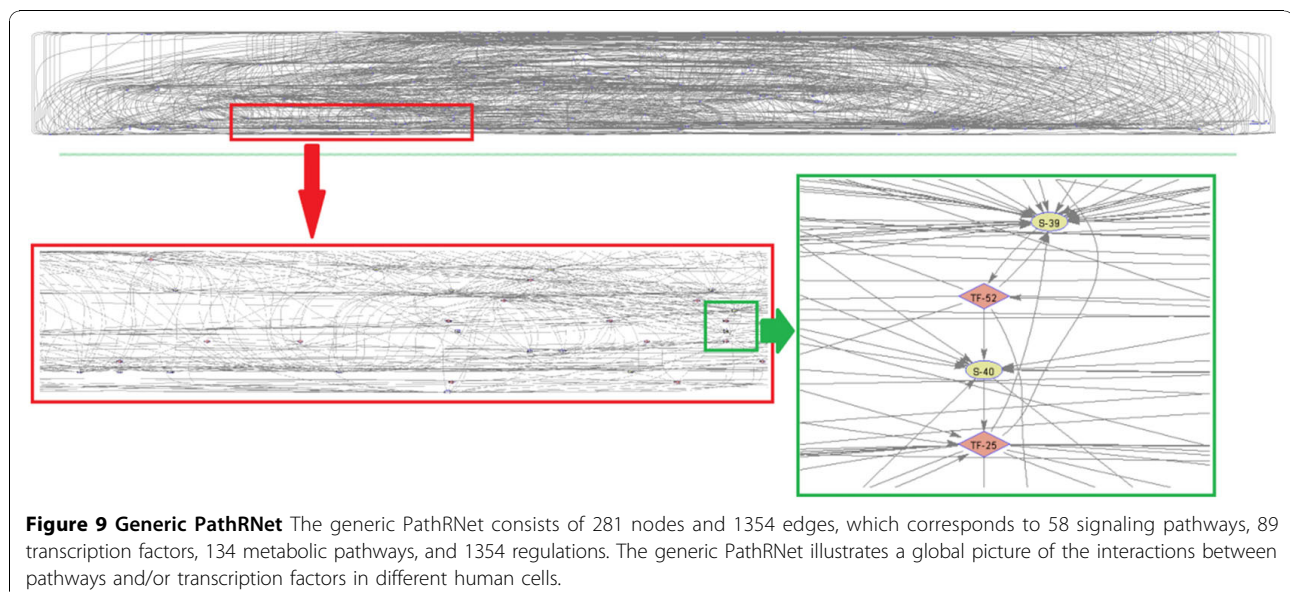 S-39
TF-52
S-40
TF-25
Figure 9 Generic PathRNet The generic PathRNet consists of 281 nodes and 1354 edges, which corresponds to 58 signaling pathways, 89
transcription factors, 134 metabolic pathways, and 1354 regulations. The generic PathRNet illustrates a global picture of the interactions between
pathways and/or transcription factors in different human cells.